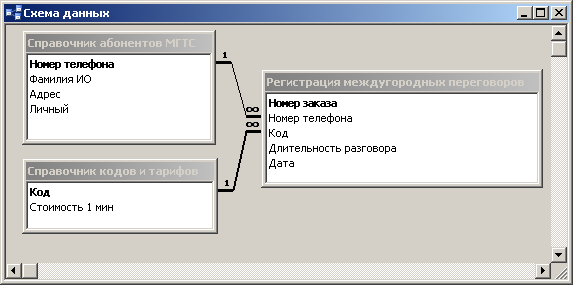 Схема данных
Справочник абонентов МГТС
Номер телефона
Фамилия ИО
Адрес
Личный
1
∞
∞
Регистрация междугородных переговоров
Номер заказа
Номер телефона
Код
Длительность разговора
Дата
Справочник кодов и тарифов
Код
Стоимость 1 мин
1